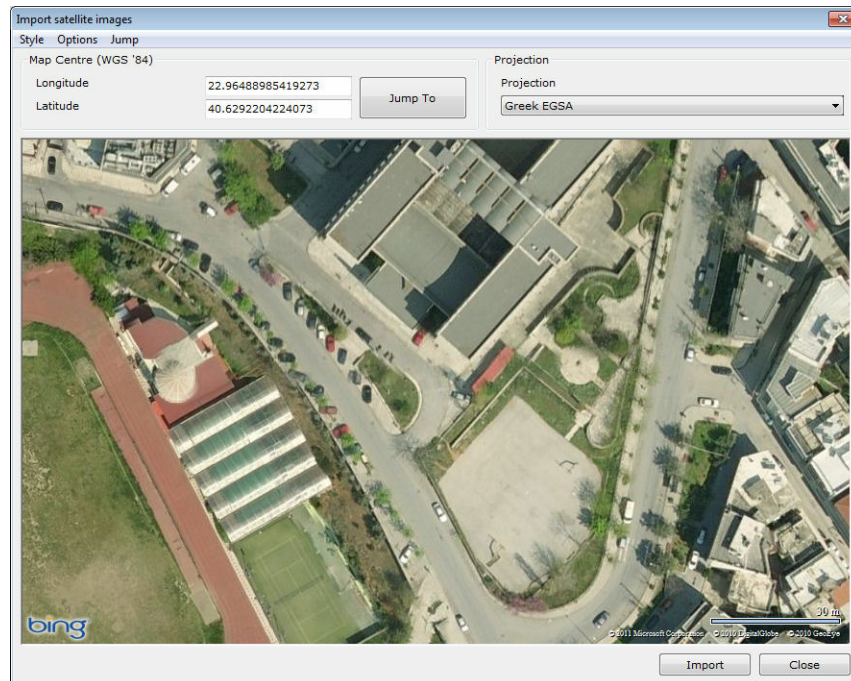 Import satellite images
Style Options Jump
Map Centre (WGS '84)
Longitude 22.96488985419273
Latitude 40.6292204224073
Jump To
Projection
Projection
Greek EGSA
bing
30 m
© 2011 Microsoft Corporation © 2010 DigitalGlobe © 2010 GeoEye
Import Close